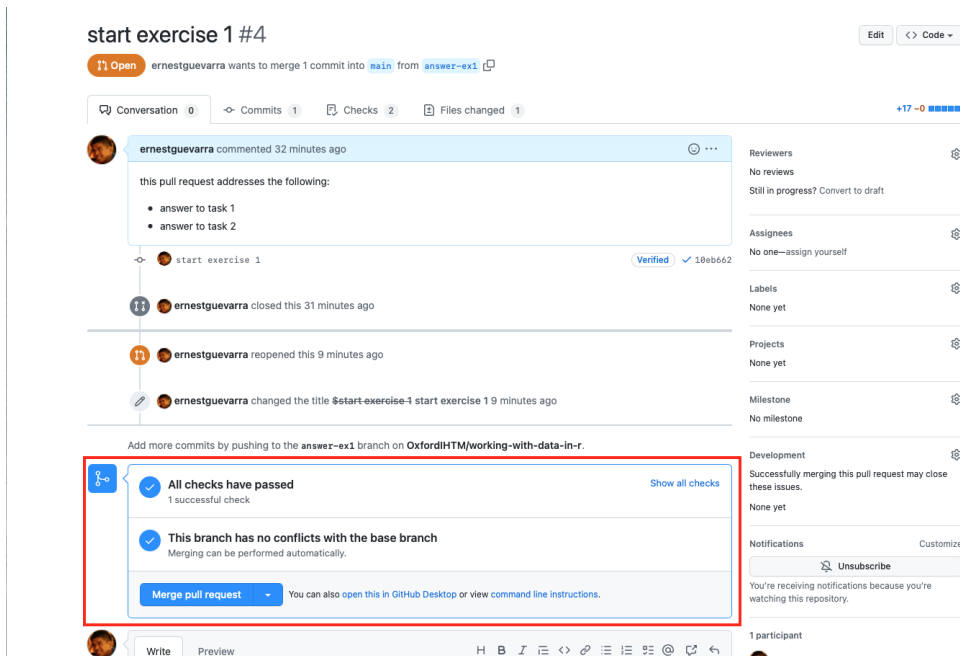 start exercise 1 #4
Edit
<> Code
Open ernestguevarra wants to merge 1 commit into main from answer-ex1
Conversation 0 Commits 1 Checks 2 Files changed 1
+17 −0
ernestguevarra commented 32 minutes ago
this pull request addresses the following:
answer to task 1
answer to task 2
start exercise 1 Verified 10eb662
ernestguevarra closed this 31 minutes ago
ernestguevarra reopened this 9 minutes ago
ernestguevarra changed the title $start exercise 1 start exercise 1 9 minutes ago
Add more commits by pushing to the answer-ex1 branch on OxfordIHTM/working-with-data-in-r.
All checks have passed
1 successful check
Show all checks
This branch has no conflicts with the base branch
Merging can be performed automatically.
Merge pull request
You can also open this in GitHub Desktop or view command line instructions.
Write Preview
H B I
Reviewers
No reviews
Still in progress? Convert to draft
Assignees
No one—assign yourself
Labels
None yet
Projects
None yet
Milestone
No milestone
Development
Successfully merging this pull request may close
these issues.
None yet
Notifications Customize
Unsubscribe
You're receiving notifications because you're
watching this repository.
1 participant